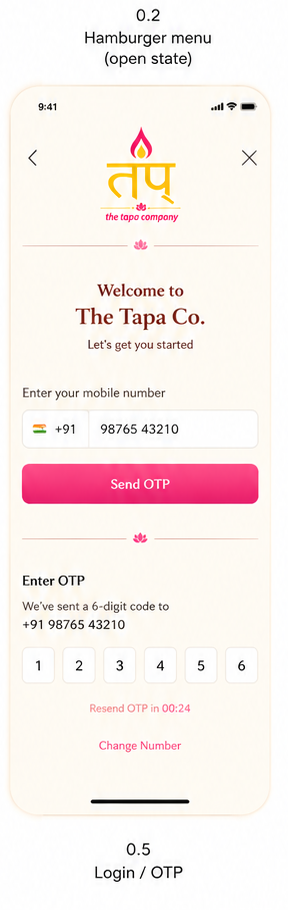 0.2
Hamburger menu
(open state)
9:41
तप्
the tapa company
Welcome to
The Tapa Co.
Let's get you started
Enter your mobile number
+91 98765 43210
Send OTP
Enter OTP
We've sent a 6-digit code to
+91 98765 43210
1 2 3 4 5 6
Resend OTP in 00:24
Change Number
0.5
Login / OTP